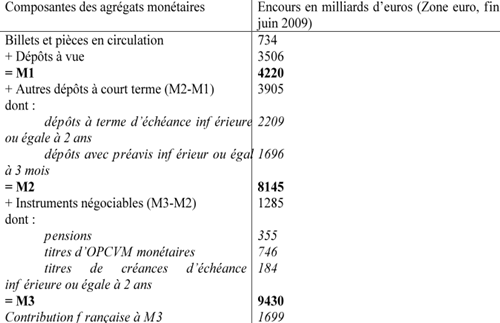 Composantes des agrégats monétaires Encours en milliards d'euros (Zone euro, fin
juin 2009)
Billets et pièces en circulation 734
+ Dépôts à vue 3506
= M1 4220
+ Autres dépôts à court terme (M2-M1) 3905
dont :
dépôts à terme d'échéance inf érieure 2209
ou égale à 2 ans
dépôts avec préavis inf érieur ou égal 1696
à 3 mois
= M2 8145
+ Instruments négociables (M3-M2) 1285
dont :
pensions 355
titres d'OPCVM monétaires 746
titres de créances d'échéance 184
inf érieure ou égale à 2 ans
= M3 9430
Contribution f rançaise à M3 1699